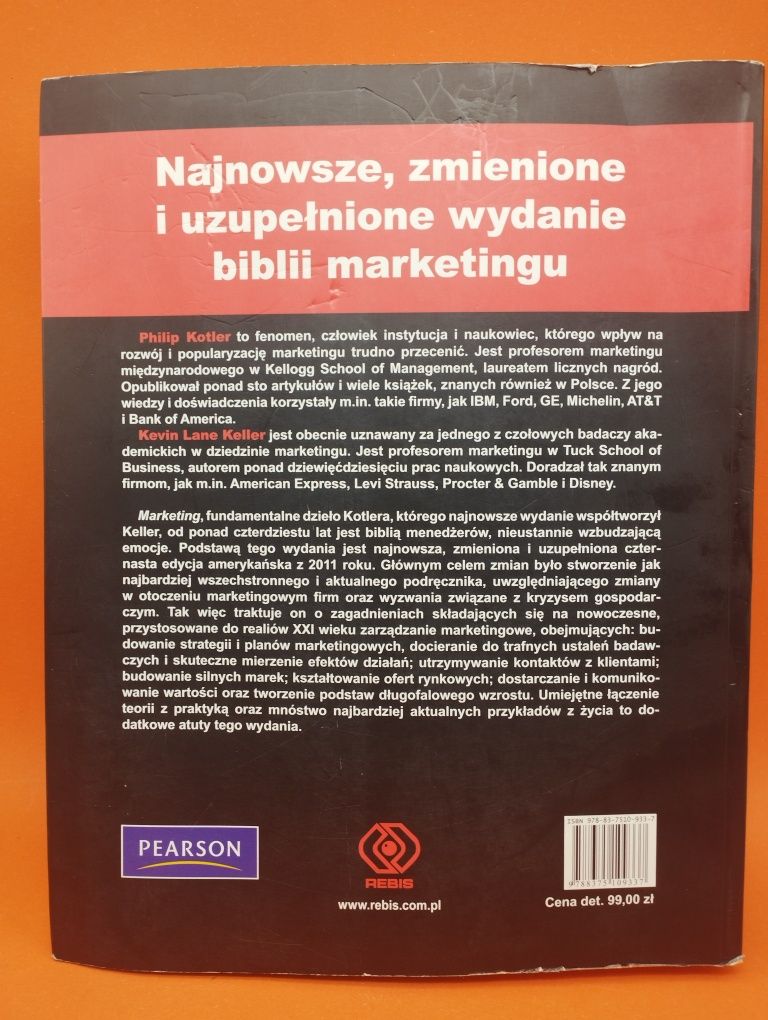 Najnowsze, zmienione
i uzupełnione wydanie
biblii marketingu
Philip Kotler to fenomen, człowiek instytucja i naukowiec, którego wpływ na
rozwój i popularyzację marketingu trudno przecenić. Jest profesorem marketingu
międzynarodowego w Kellogg School of Management, laureatem licznych nagród.
Opublikował ponad sto artykułów i wiele książek, znanych również w Polsce. Z jego
wiedzy i doświadczenia korzystały m.in. takie firmy, jak IBM, Ford, GE, Michelin, AT&T
i Bank of America.
Kevin Lane Keller jest obecnie uznawany za jednego z czołowych badaczy aka-
demickich w dziedzinie marketingu. Jest profesorem marketingu w Tuck School of
Business, autorem ponad dziewięćdziesięciu prac naukowych. Doradzał tak znanym
firmom, jak m.in. American Express, Levi Strauss, Procter & Gamble i Disney.
Marketing, fundamentalne dzieło Kotlera, którego najnowsze wydanie współtworzył
Keller, od ponad czterdziestu lat jest biblią menedżerów, nieustannie wzbudzającą
emocje. Podstawą tego wydania jest najnowsza, zmieniona i uzupełniona czter-
nasta edycja amerykańska z 2011 roku. Głównym celem zmian było stworzenie jak
najbardziej wszechstronnego i aktualnego podręcznika, uwzględniającego zmiany
w otoczeniu marketingowym firm oraz wyzwania związane z kryzysem gospodar-
czym. Tak więc traktuje on o zagadnieniach składających się na nowoczesne,
przystosowane do realiów XXI wieku zarządzanie marketingowe, obejmujących: bu-
dowanie strategii i planów marketingowych, docieranie do trafnych ustaleń badaw-
czych i skuteczne mierzenie efektów działań; utrzymywanie kontaktów z klientami;
budowanie silnych marek; kształtowanie ofert rynkowych; dostarczanie i komuniko-
wanie wartości oraz tworzenie podstaw długofalowego wzrostu. Umiejętne łączenie
teorii z praktyką oraz mnóstwo najbardziej aktualnych przykładów z życia to do-
datkowe atuty tego wydania.
PEARSON
REBIS
www.rebis.com.pl
ISBN 978-83-7510-933-7
9 788375 109337
Cena det. 99,00 zł